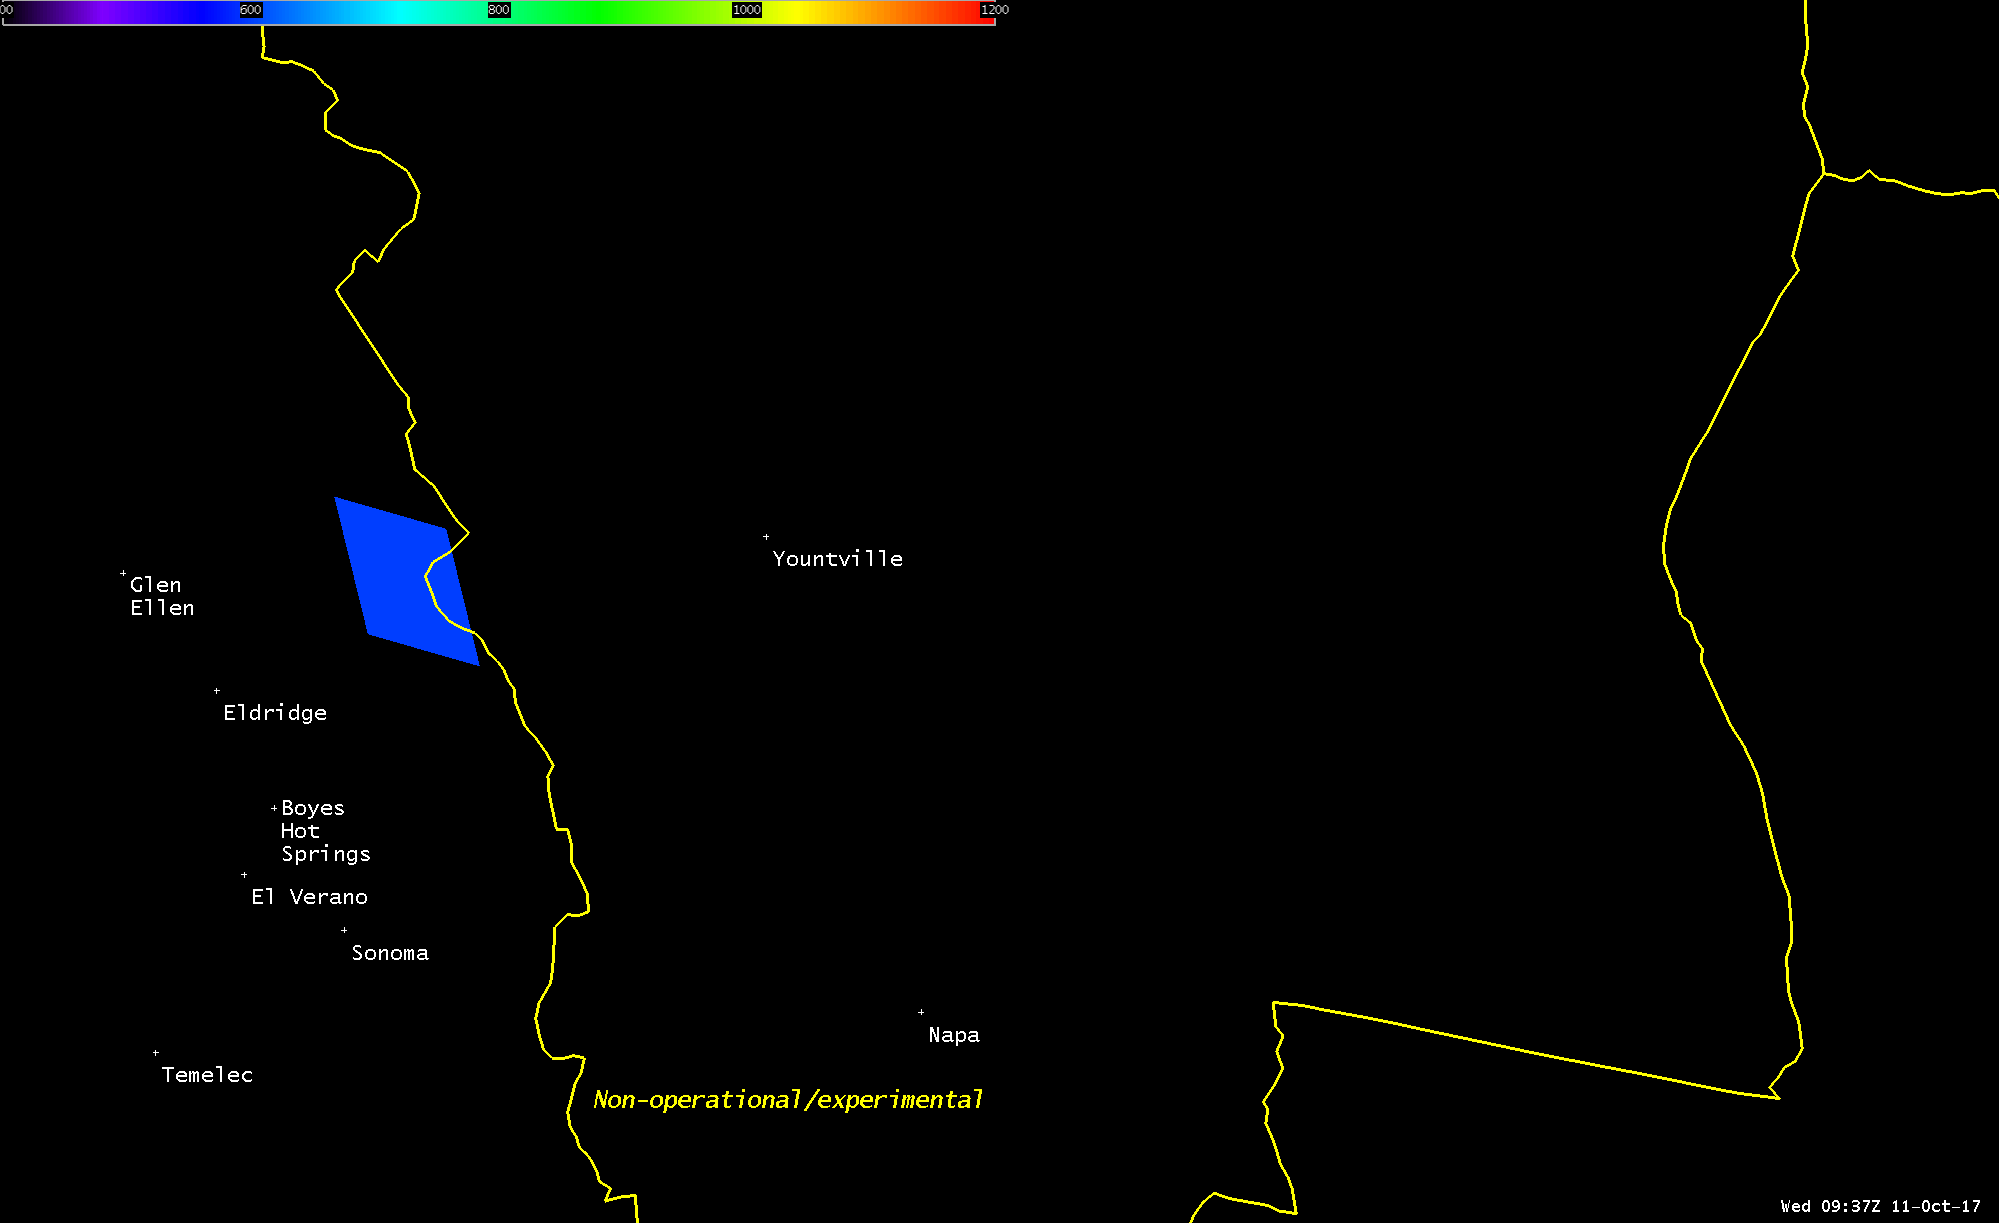 00 600 800 1000 1200
Yountville
Glen
Ellen
Eldridge
Boyes
Hot
Springs
El Verano
Sonoma
Napa
Temelec
Non-operational/experimental
Wed 09:37Z 11-Oct-17